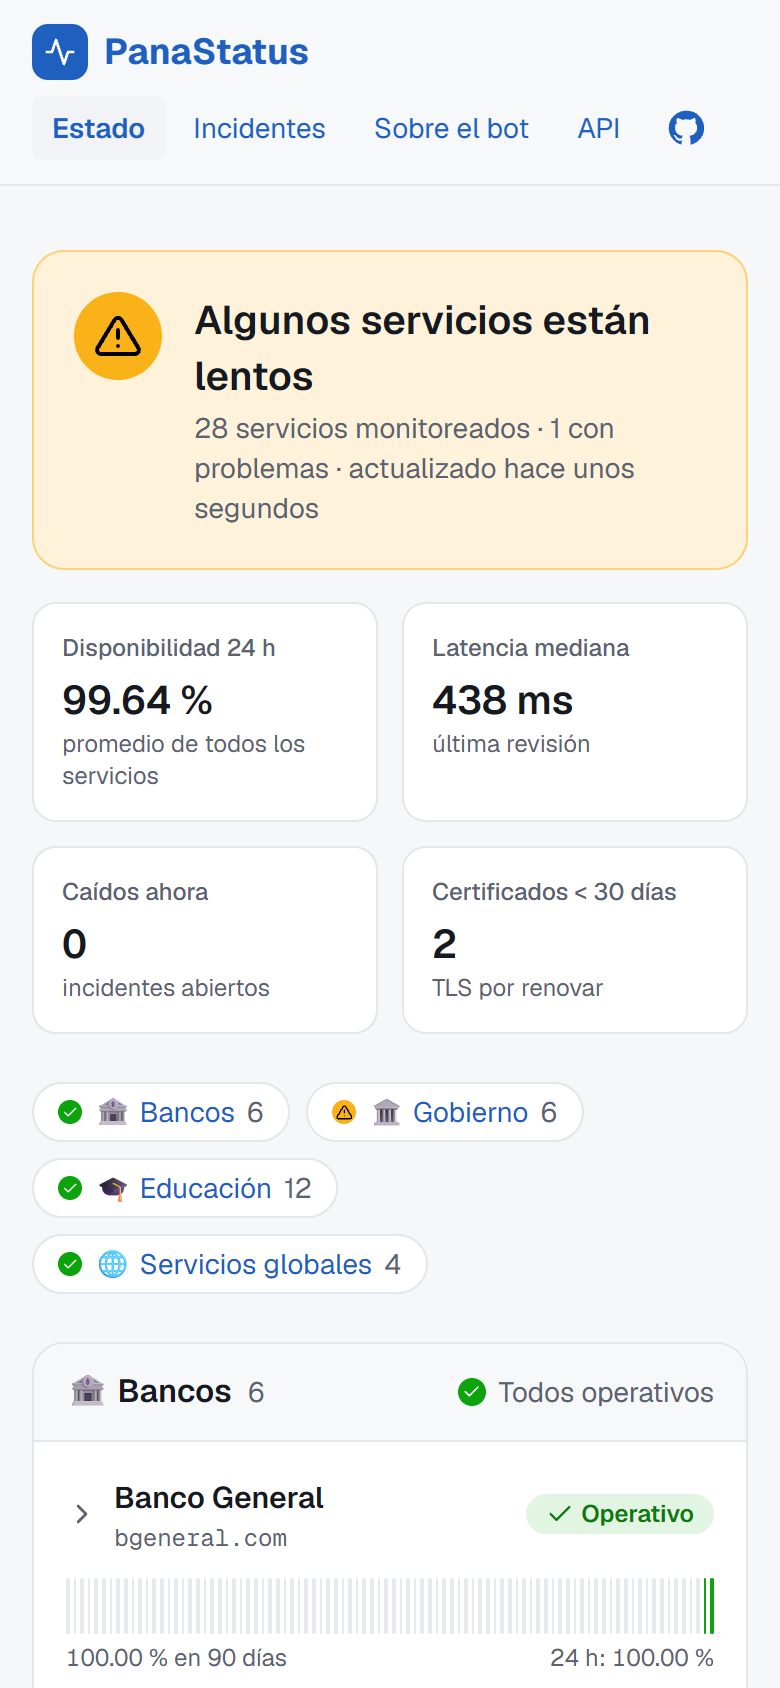 PanaStatus
Estado Incidentes Sobre el bot API
Algunos servicios están
lentos
28 servicios monitoreados · 1 con
problemas · actualizado hace unos
segundos
Disponibilidad 24 h
99.64 %
promedio de todos los
servicios
Latencia mediana
438 ms
última revisión
Caídos ahora
0
incidentes abiertos
Certificados < 30 días
2
TLS por renovar
Bancos 6
Gobierno 6
Educación 12
Servicios globales 4
Bancos 6
Todos operativos
Banco General
bgeneral.com
Operativo
100.00 % en 90 días
24 h: 100.00 %